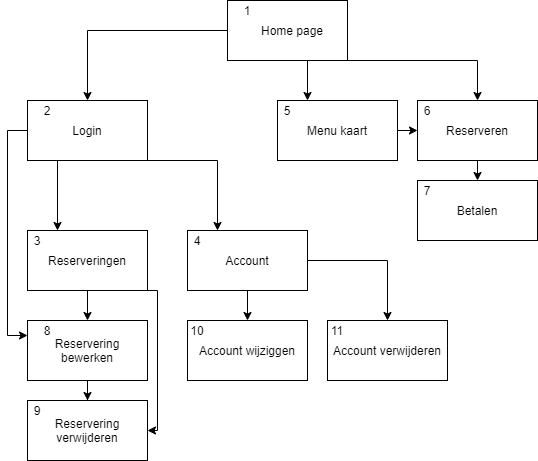 1
Home page
2
Login
5
Menu kaart
6
Reserveren
7
Betalen
3
Reserveringen
4
Account
8
Reservering
bewerken
10
Account wijziggen
11
Account verwijderen
9
Reservering
verwijderen